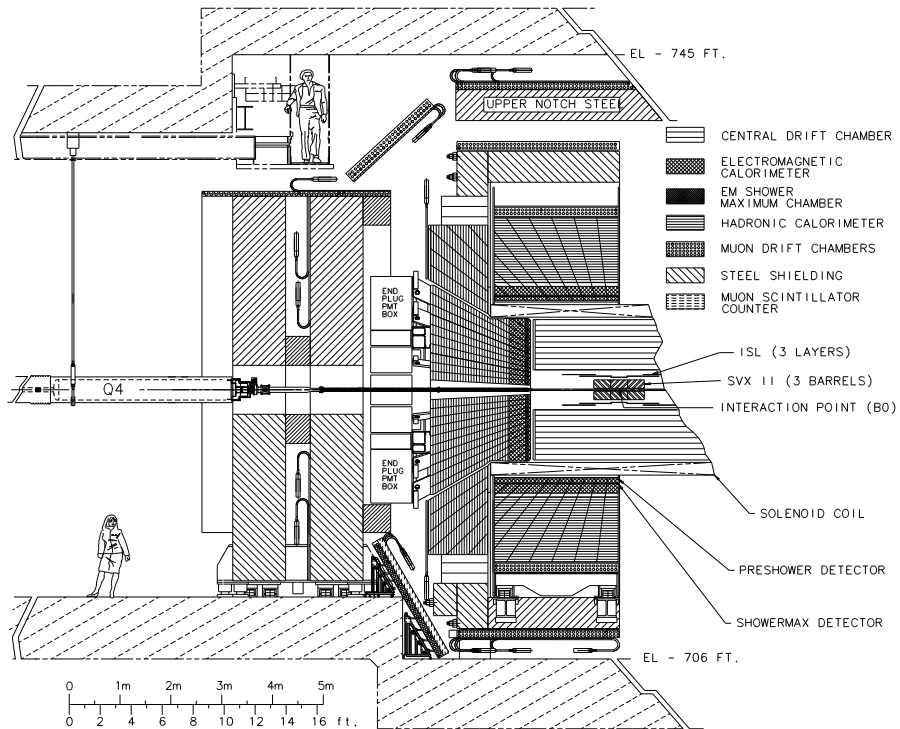 EL - 745 FT.
UPPER NOTCH STEEL
CENTRAL DRIFT CHAMBER
ELECTROMAGNETIC
CALORIMETER
EM SHOWER
MAXIMUM CHAMBER
HADRONIC CALORIMETER
MUON DRIFT CHAMBERS
STEEL SHIELDING
MUON SCINTILLATOR
COUNTER
END
PLUG
PMT
BOX
ISL (3 LAYERS)
Q4
SVX II (3 BARRELS)
INTERACTION POINT (B0)
END
PLUG
PMT
BOX
SOLENOID COIL
PRESHOWER DETECTOR
SHOWERMAX DETECTOR
EL - 706 FT.
0 1m 2m 3m 4m 5m
0 2 4 6 8 10 12 14 16 ft.